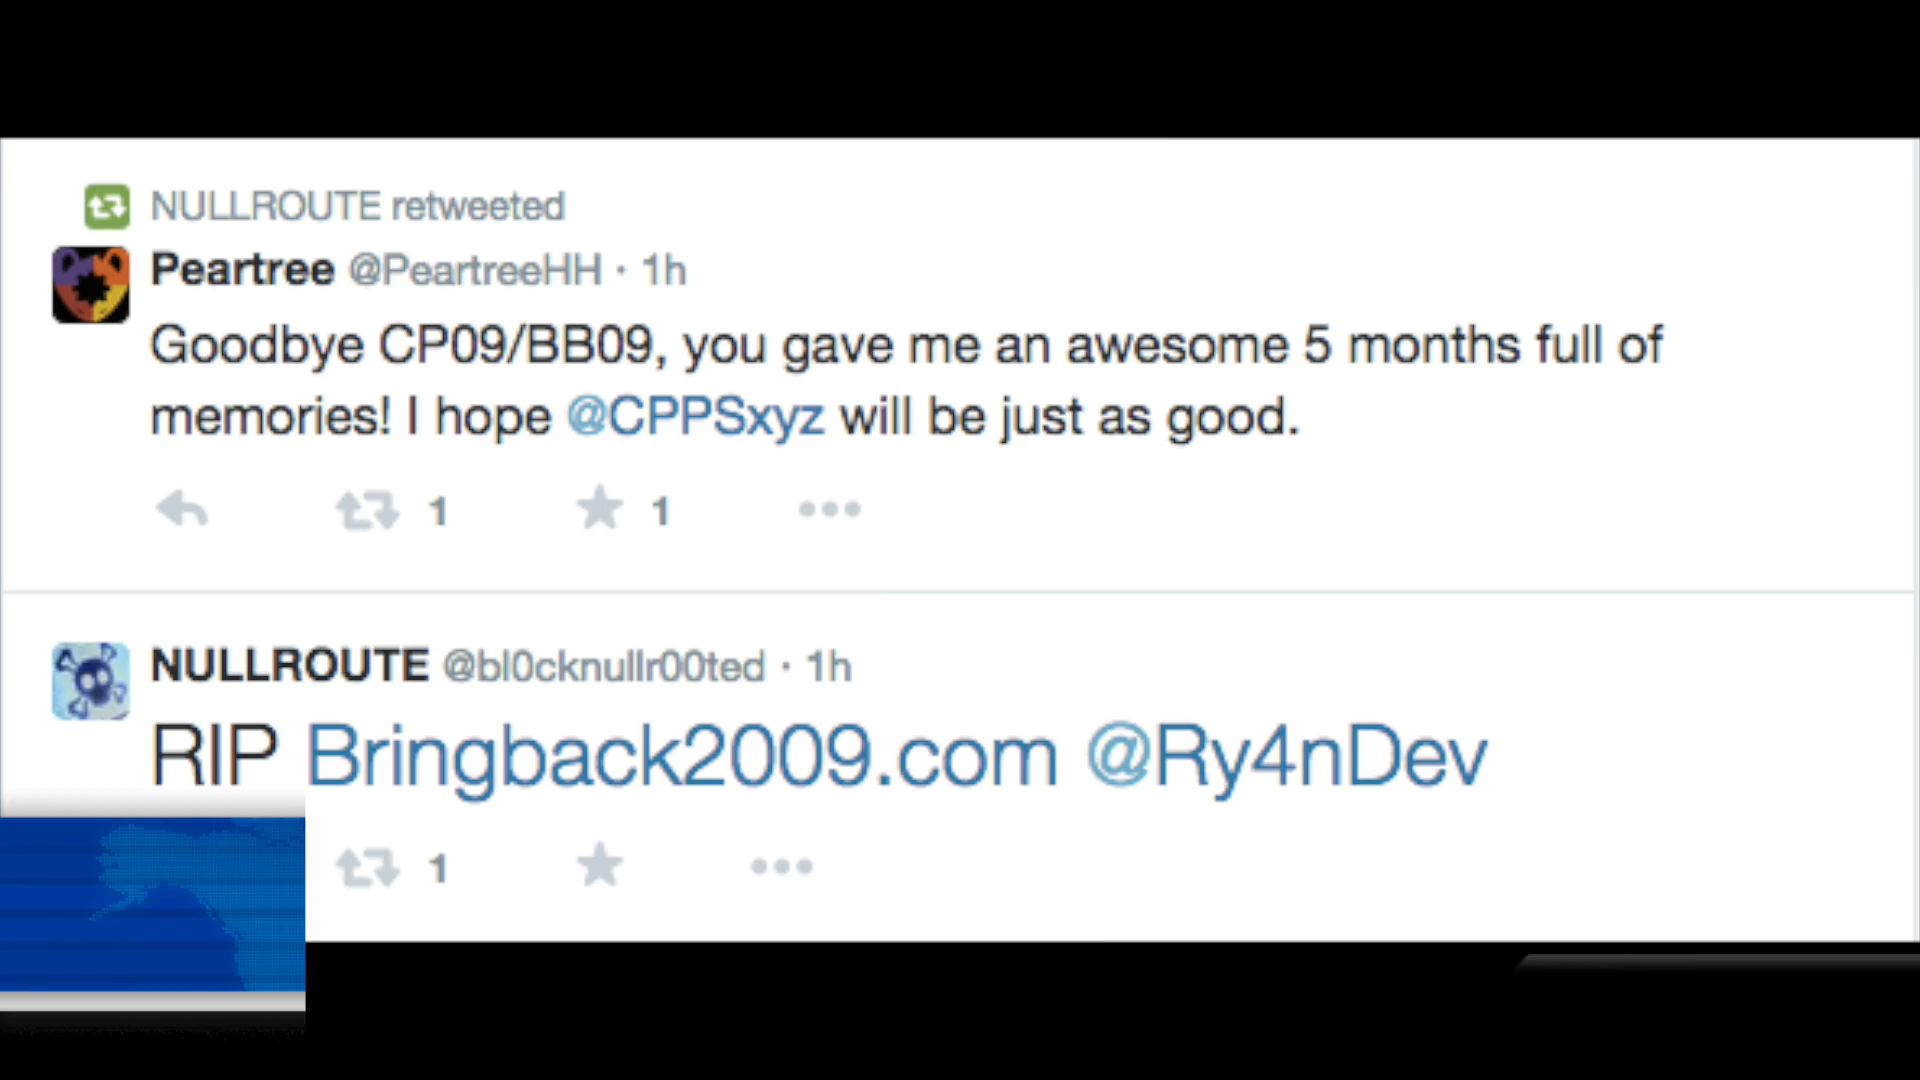 NULLROUTE retweeted
Peartree @PeartreeHH · 1h
Goodbye CP09/BB09, you gave me an awesome 5 months full of
memories! I hope @CPPSxyz will be just as good.
1 1
NULLROUTE @bl0cknullr00ted · 1h
RIP Bringback2009.com @Ry4nDev
1